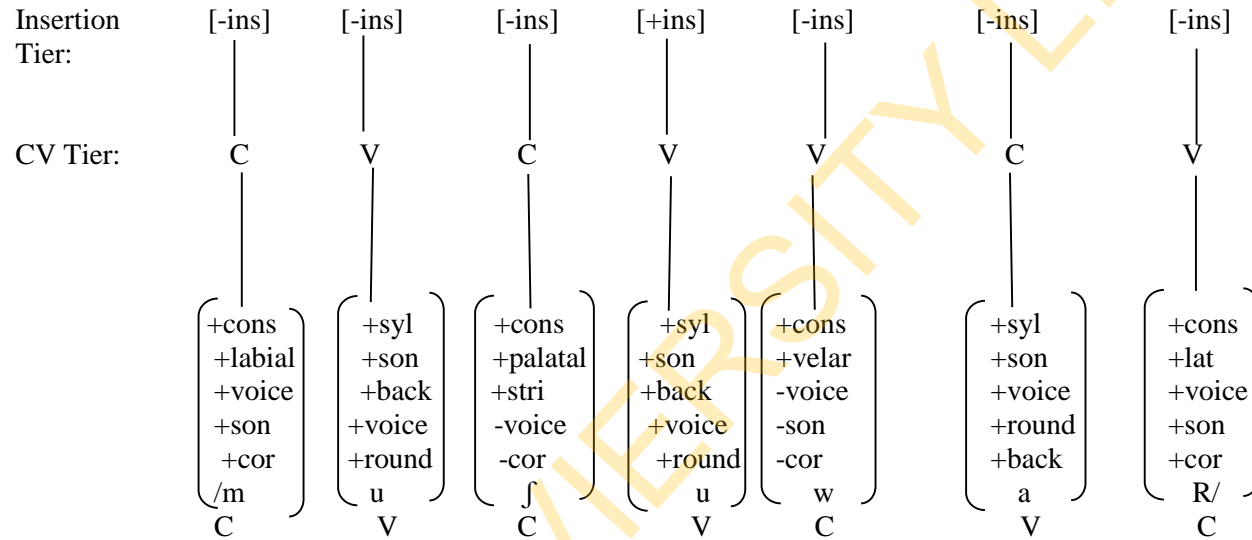 Insertion [-ins] [-ins] [-ins] [+ins] [-ins] [-ins] [-ins]
Tier:
CV Tier: C V C V V C V
+cons +syl +cons +syl +cons +syl +cons
+labial +son +palatal +son +velar +son +lat
+voice +back +stri +back -voice +voice +voice
+son +voice -voice +voice -son +round +son
+cor +round -cor +round -cor +back +cor
/m u ʃ u w a R/
C V C V C V C
VERSITY L